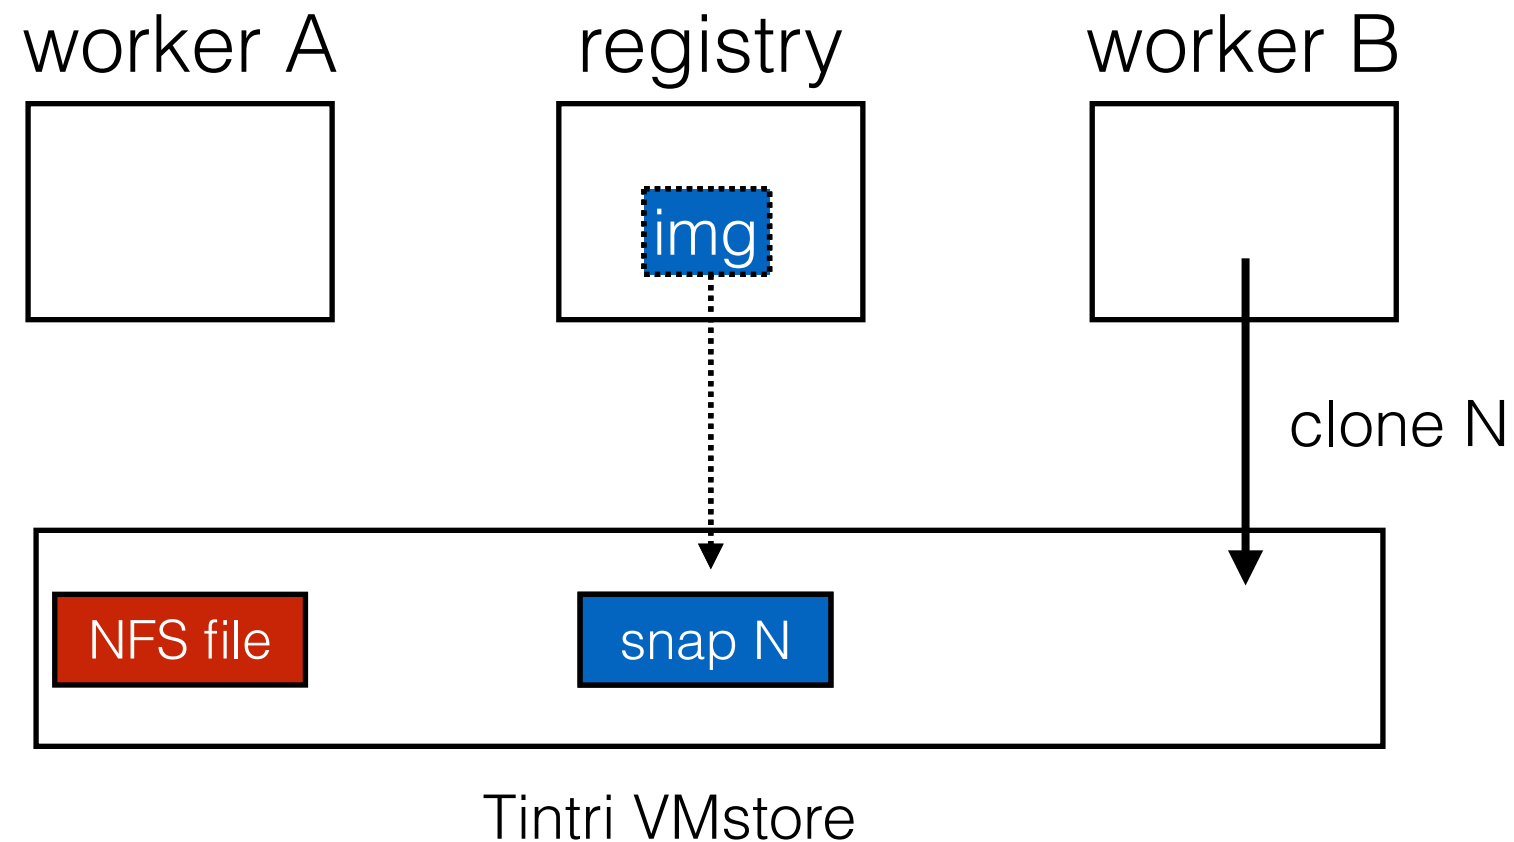 worker A
registry
worker B
img
clone N
NFS file
snap N
Tintri VMstore